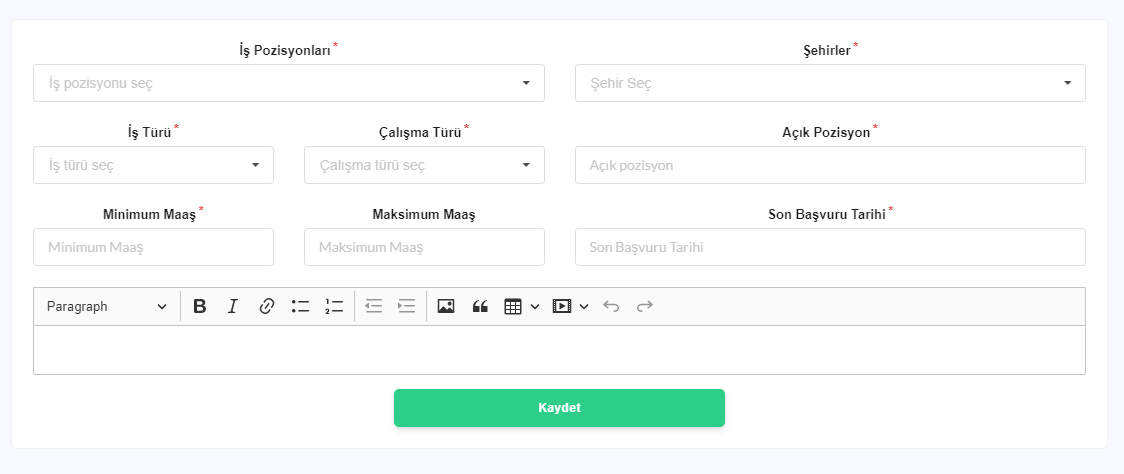 İş Pozisyonları* Şehirler*
İş pozisyonu seç Şehir Seç
İş Türü* Çalışma Türü* Açık Pozisyon*
İş türü seç Çalışma türü seç Açık pozisyon
Minimum Maaş* Maksimum Maaş Son Başvuru Tarihi*
Minimum Maaş Maksimum Maaş Son Başvuru Tarihi
Paragraph
Kaydet